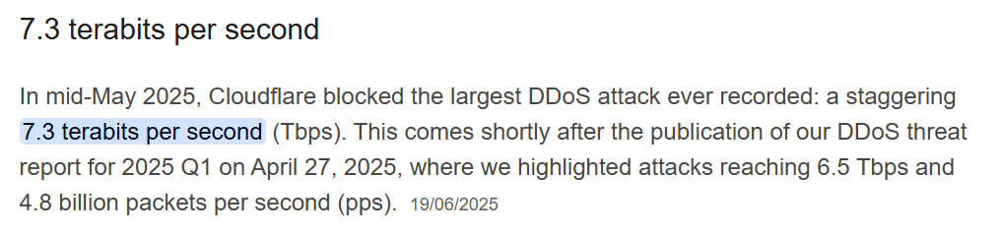 7.3 terabits per second
In mid-May 2025, Cloudflare blocked the largest DDoS attack ever recorded: a staggering
7.3 terabits per second (Tbps). This comes shortly after the publication of our DDoS threat
report for 2025 Q1 on April 27, 2025, where we highlighted attacks reaching 6.5 Tbps and
4.8 billion packets per second (pps). 19/06/2025